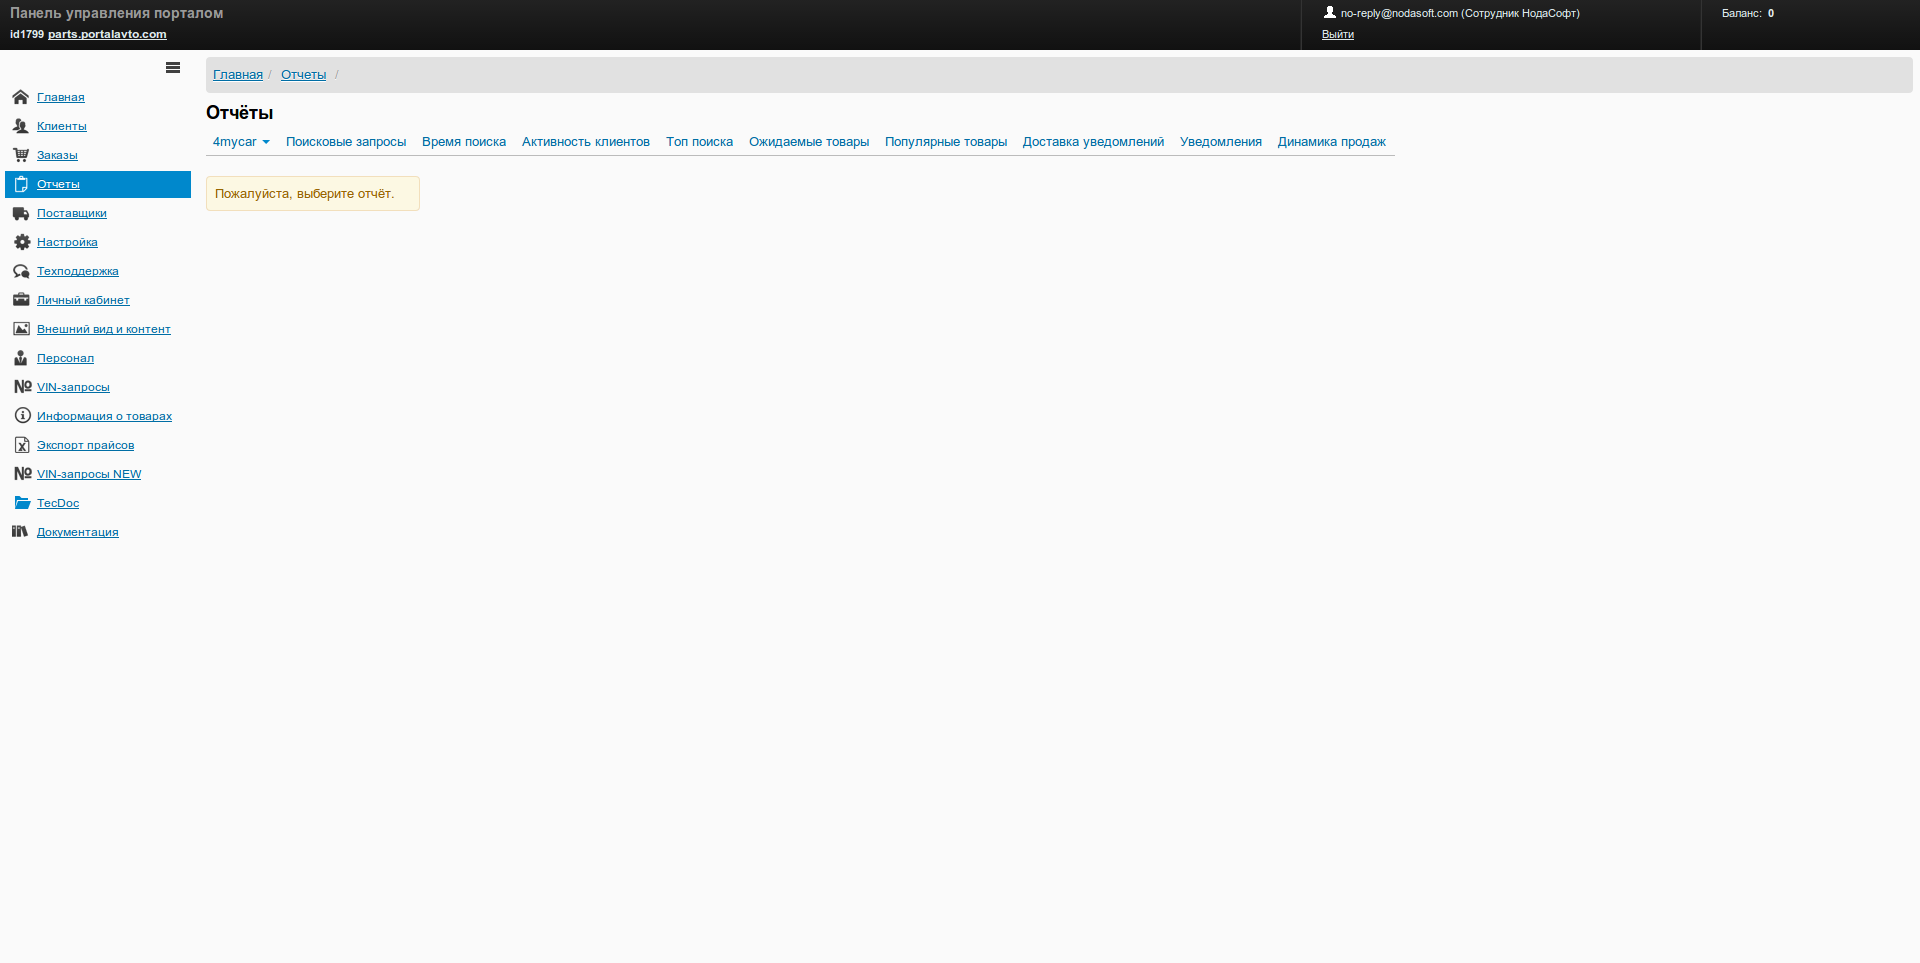 Панель управления порталом
id1799 parts.portalavto.com
no-reply@nodasoft.com (Сотрудник НодаСофт)
Выйти
Баланс: 0
Главная
Клиенты
Заказы
Отчеты
Поставщики
Настройка
Техподдержка
Личный кабинет
Внешний вид и контент
Персонал
VIN-запросы
Информация о товарах
Экспорт прайсов
VIN-запросы NEW
TecDoc
Документация
Главная / Отчеты /
Отчёты
4mycar Поисковые запросы Время поиска Активность клиентов Топ поиска Ожидаемые товары Популярные товары Доставка уведомлений Уведомления Динамика продаж
Пожалуйста, выберите отчёт.